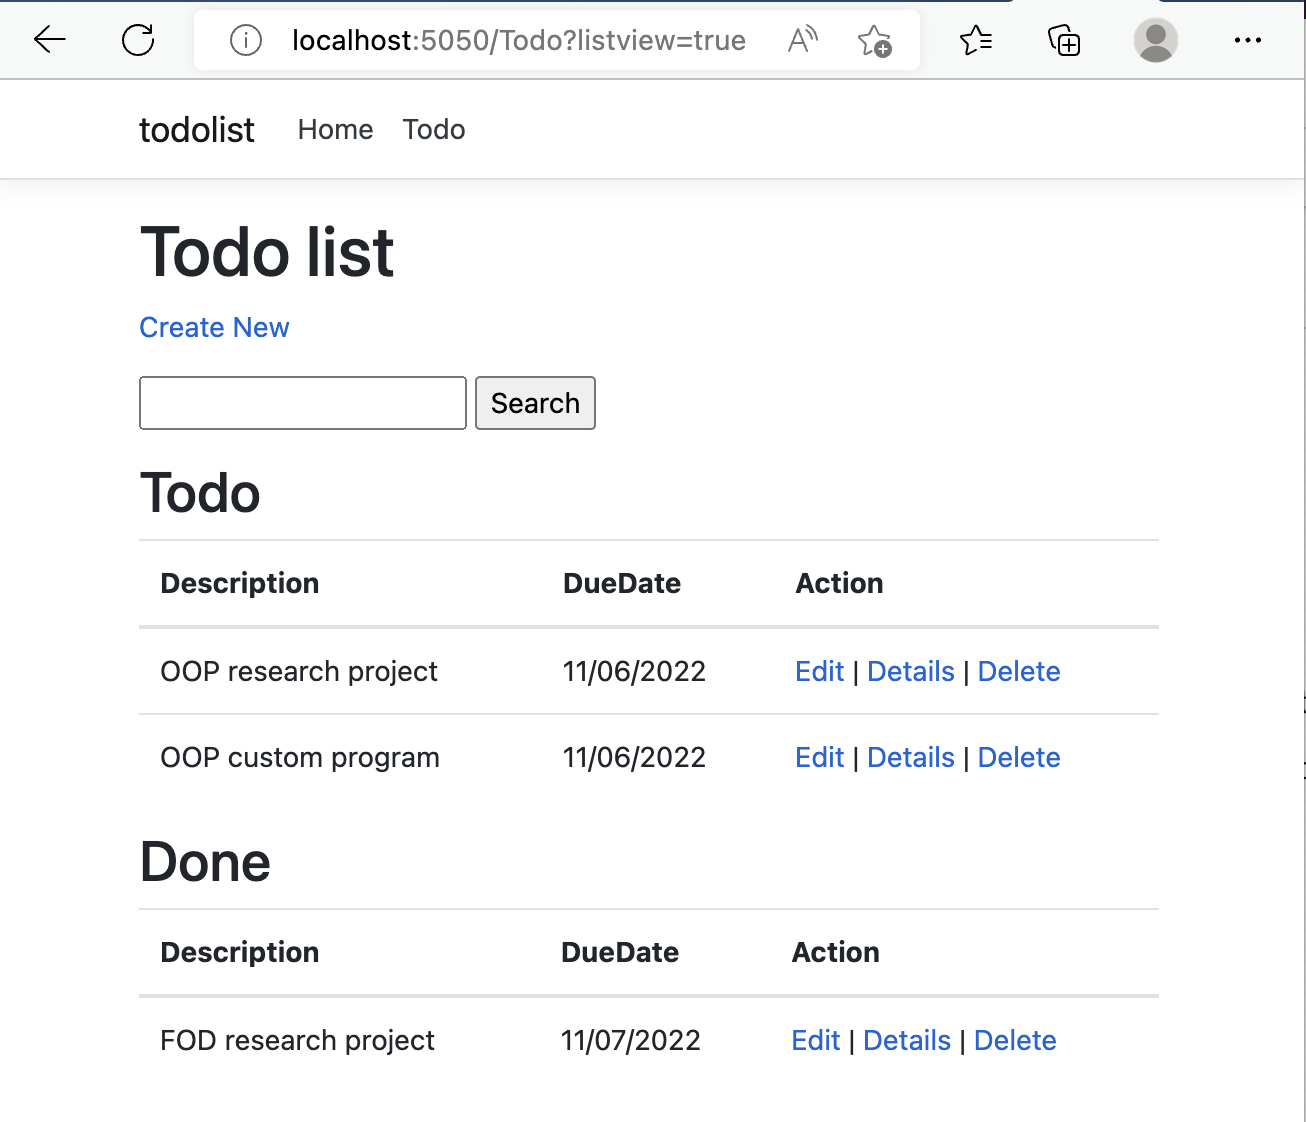 localhost:5050/Todo?listview=true
todolist Home Todo
Todo list
Create New
Search
Todo
Description DueDate Action
OOP research project 11/06/2022 Edit | Details | Delete
OOP custom program 11/06/2022 Edit | Details | Delete
Done
Description DueDate Action
FOD research project 11/07/2022 Edit | Details | Delete